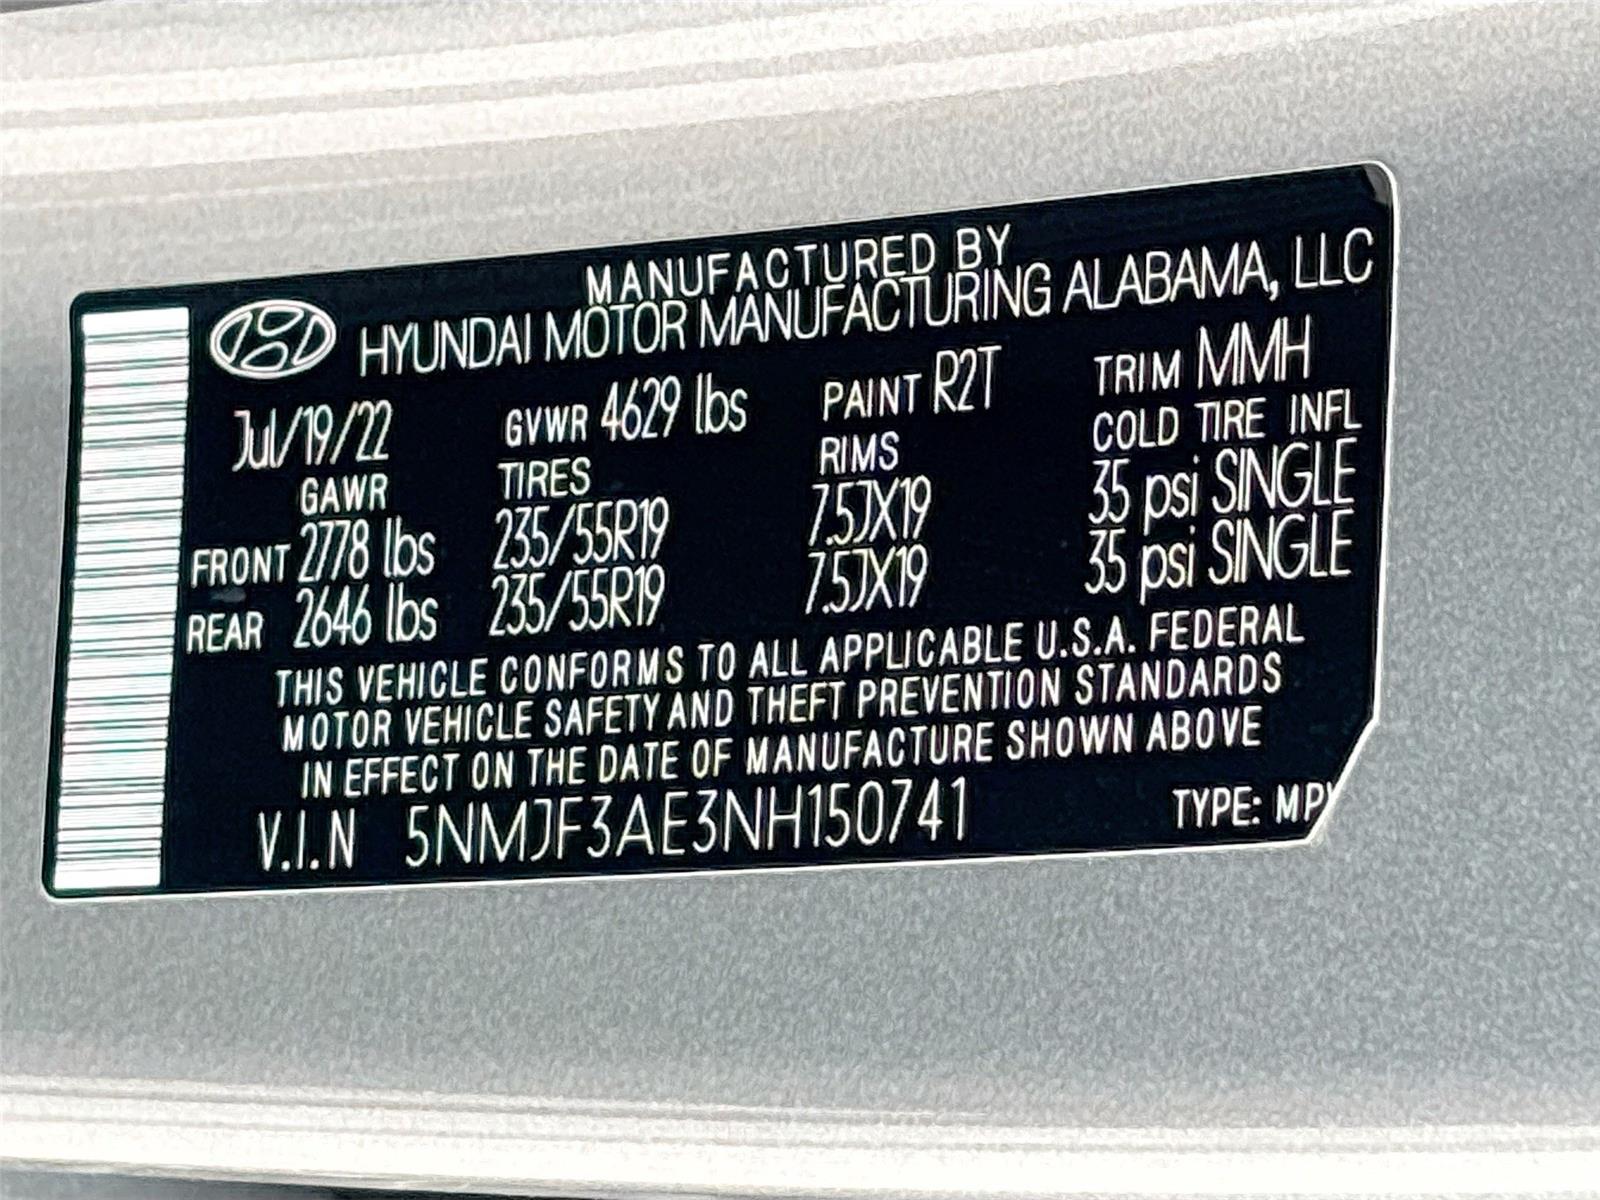 MANUFACTURED BY
HYUNDAI MOTOR MANUFACTURING ALABAMA, LLC
Jul/19/22 GVWR 4629 lbs PAINT R2T TRIM MMH
GAWR TIRES RIMS COLD TIRE INFL
FRONT 2778 lbs 235/55R19 7.5JX19 35 psi SINGLE
REAR 2646 lbs 235/55R19 7.5JX19 35 psi SINGLE
THIS VEHICLE CONFORMS TO ALL APPLICABLE U.S.A. FEDERAL
MOTOR VEHICLE SAFETY AND THEFT PREVENTION STANDARDS
IN EFFECT ON THE DATE OF MANUFACTURE SHOWN ABOVE
V.I.N 5NMJF3AE3NH150741 TYPE: MPV